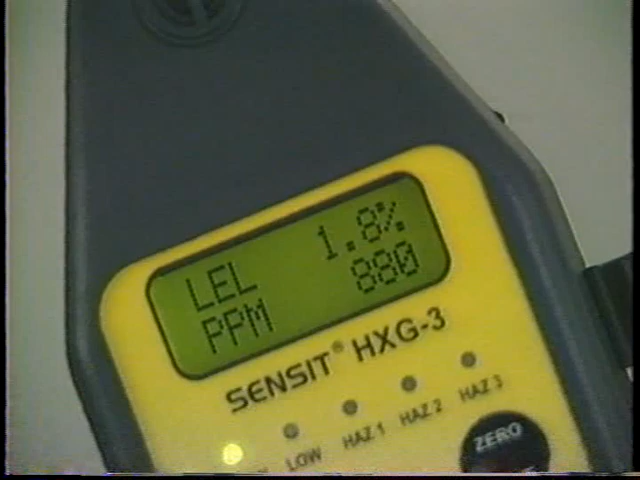 LEL 1.8%
PPM 880
SENSIT® HXG-3
LOW HAZ 1 HAZ 2 HAZ 3
ZERO